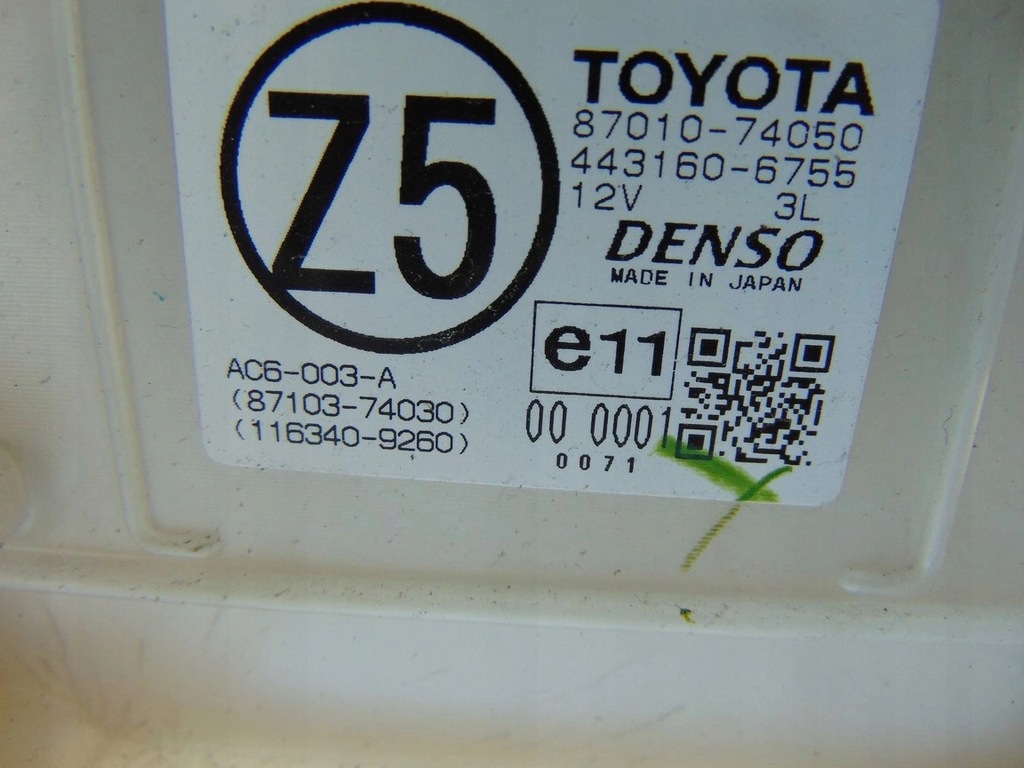 Z5
TOYOTA
87010-74050
443160-6755
12V 3L
DENSO
MADE IN JAPAN
e11
00 0001
0071
AC6-003-A
(87103-74030)
(116340-9260)